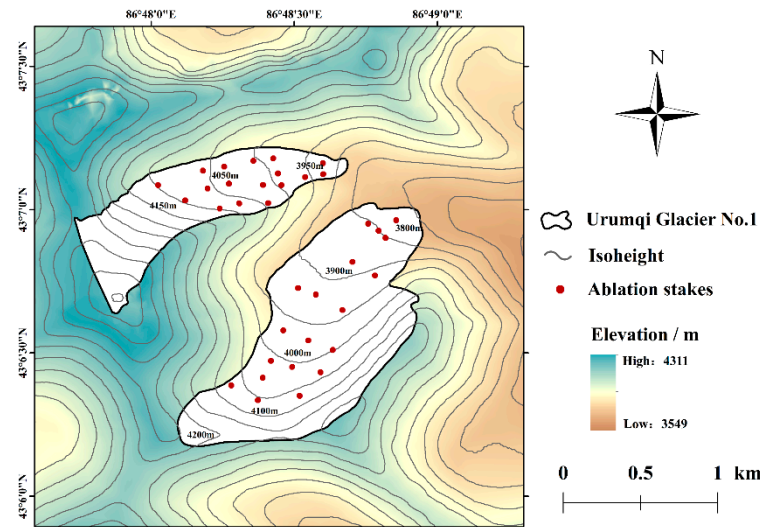 86°48'0"N 86°48'30"N 86°49'0"N
43°7'30"N
43°7'0"N
43°6'30"N
43°6'0"N
3950m
4050m
4150m
3800m
3900m
4000m
4100m
4200m
N
Urumqi Glacier No.1
Isoheight
Ablation stakes
Elevation / m
High: 4311
Low: 3549
0 0.5 1 km